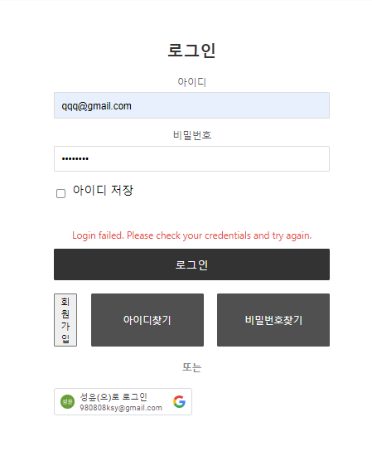 로그인
아이디
qqq@gmail.com
비밀번호
••••••••
아이디 저장
Login failed. Please check your credentials and try again.
로그인
회
원
가
입
아이디찾기
비밀번호찾기
또는
성윤(으)로 로그인
980808ksy@gmail.com